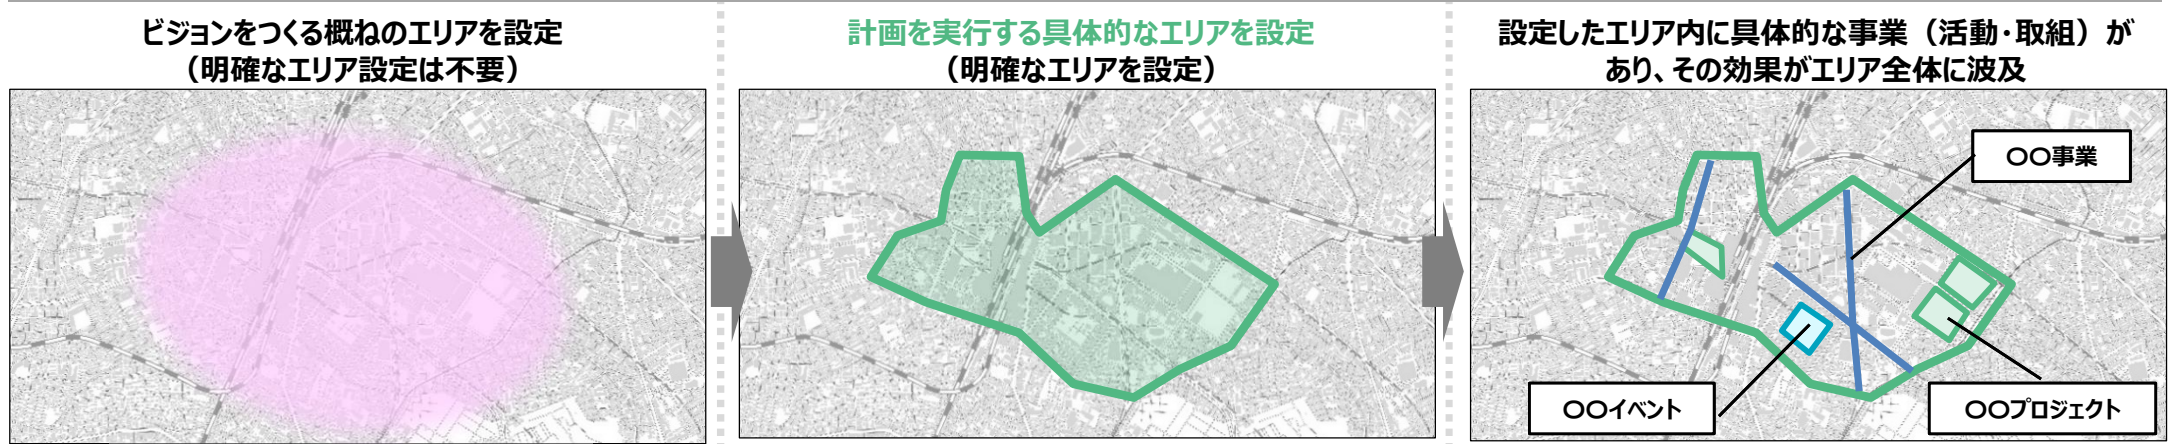 ビジョンをつくる概ねのエリアを設定
（明確なエリア設定は不要）
計画を実行する具体的なエリアを設定
（明確なエリアを設定）
設定したエリア内に具体的な事業（活動・取組）が
あり、その効果がエリア全体に波及
〇〇事業
〇〇イベント
〇〇プロジェクト